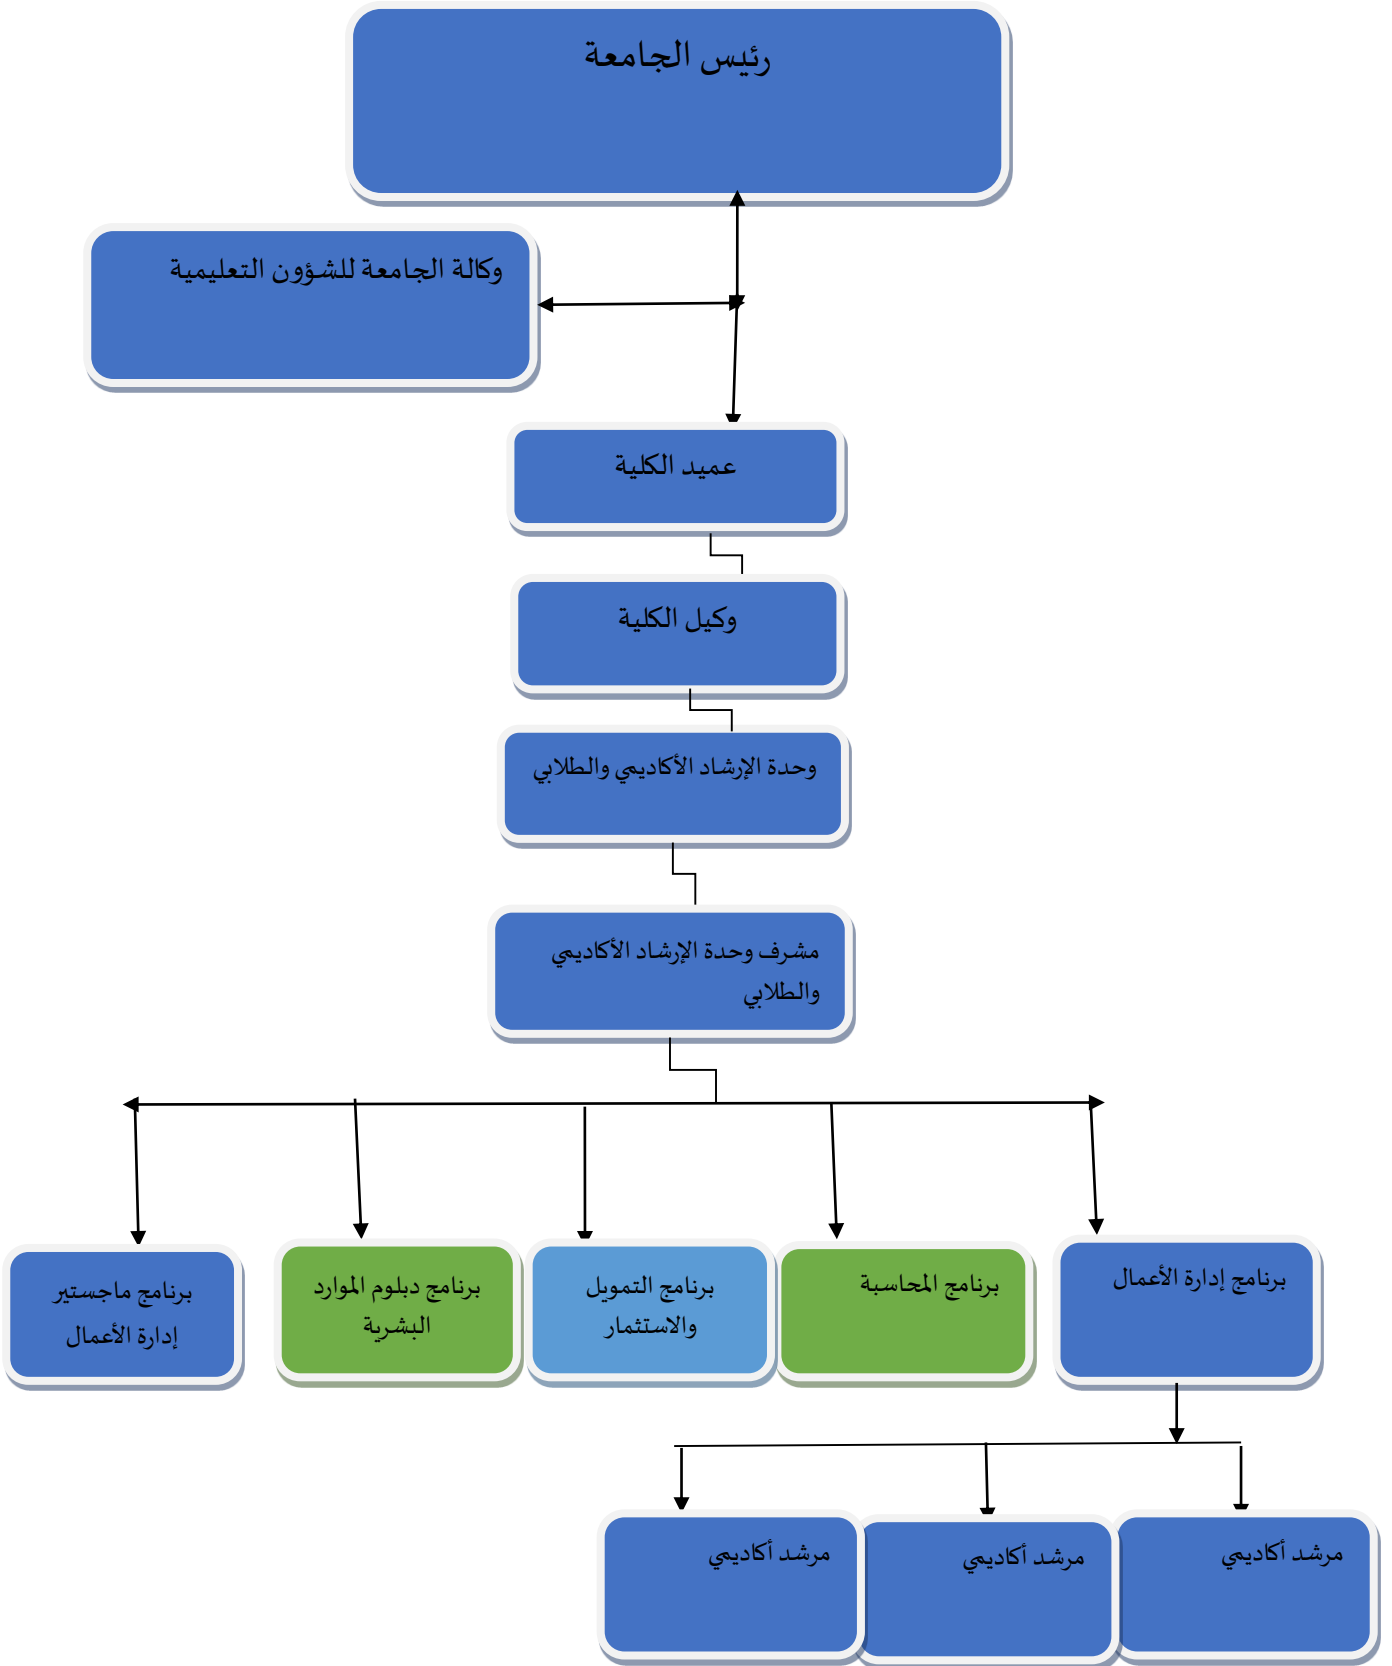 رئيس الجامعة
وكالة الجامعة للشؤون التعليمية
عميد الكلية
وكيل الكلية
وحدة الإرشاد الأكاديمي والطلابي
مشرف وحدة الإرشاد الأكاديمي
والطلابي
برنامج إدارة الأعمال
برنامج المحاسبة
برنامج التمويل
والاستثمار
برنامج دبلوم الموارد
البشرية
برنامج ماجستير
إدارة الأعمال
مرشد أكاديمي
مرشد أكاديمي
مرشد أكاديمي